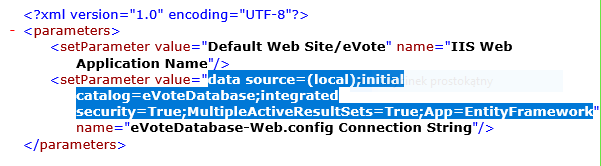 <?xml version="1.0" encoding="UTF-8"?>
- <parameters>
<setParameter value="Default Web Site/eVote" name="IIS Web
Application Name"/>
<setParameter value="data source=(local);initial
catalog=eVoteDatabase;integrated
security=True;MultipleActiveResultSets=True;App=EntityFramework"
name="eVoteDatabase-Web.config Connection String"/>
</parameters>